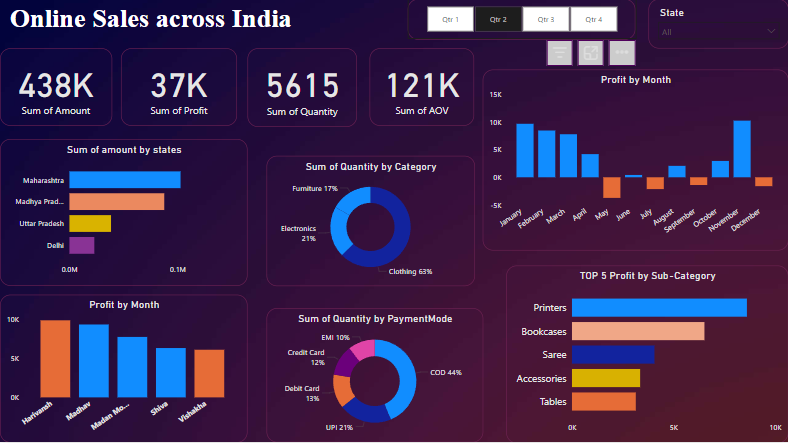 Online Sales across India
Qtr 1
Qtr 2
Qtr 3
Qtr 4
State
All
438K
Sum of Amount
37K
Sum of Profit
5615
Sum of Quantity
121K
Sum of AOV
Profit by Month
15K
10K
5K
0K
-5K
January
February
March
April
May
June
July
August
September
October
November
December
Sum of amount by states
Maharashtra
Madhya Prad...
Uttar Pradesh
Delhi
0.0M
0.1M
Sum of Quantity by Category
Furniture 17%
Electronics
21%
Clothing 63%
Profit by Month
10K
5K
0K
Harivansh
Madhav
Madan Mo...
Shiva
Vishakha
Sum of Quantity by PaymentMode
EMI 10%
Credit Card
12%
Debit Card
13%
UPI 21%
COD 44%
TOP 5 Profit by Sub-Category
Printers
Bookcases
Saree
Accessories
Tables
0K
5K
10K